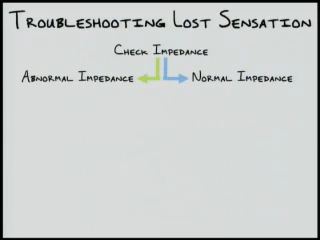 Troubleshooting Lost Sensation
Check Impedance
Abnormal Impedance Normal Impedance